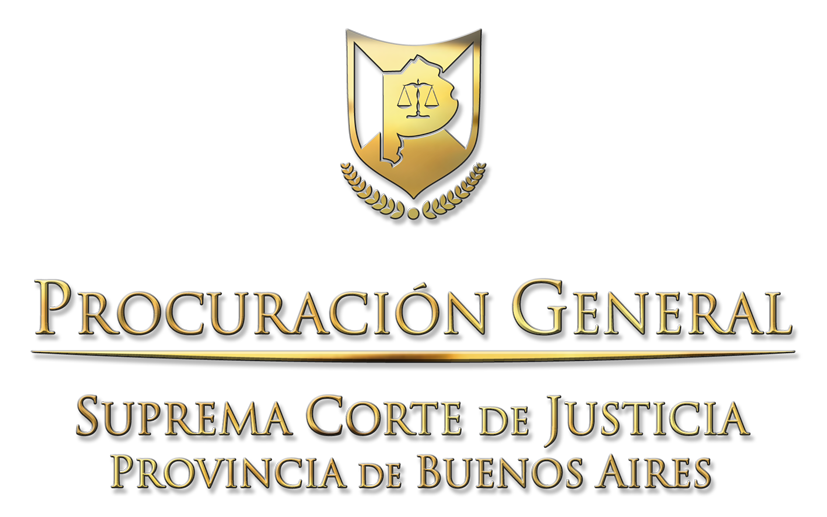 Procuración General
Suprema Corte de Justicia
Provincia de Buenos Aires